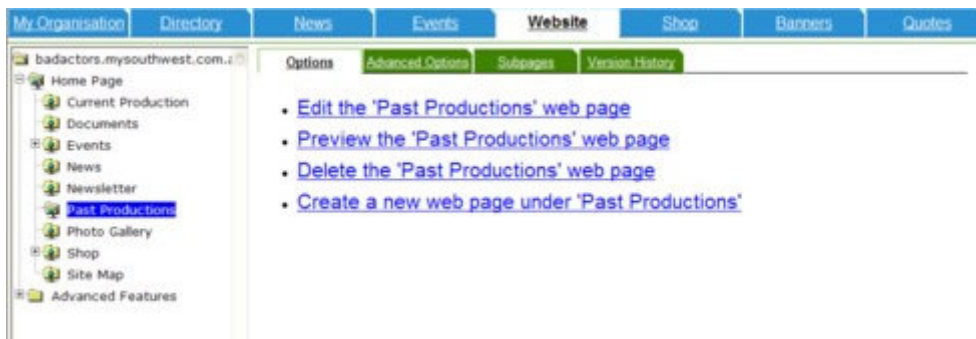 My Organisation Directory News Events Website Shop Banners Quotes
badactors.mysouthwest.com.a
Home Page
Current Production
Documents
Events
News
Newsletter
Past Productions
Photo Gallery
Shop
Site Map
Advanced Features
Options Advanced Options Subpages Version History
• Edit the 'Past Productions' web page
• Preview the 'Past Productions' web page
• Delete the 'Past Productions' web page
• Create a new web page under 'Past Productions'